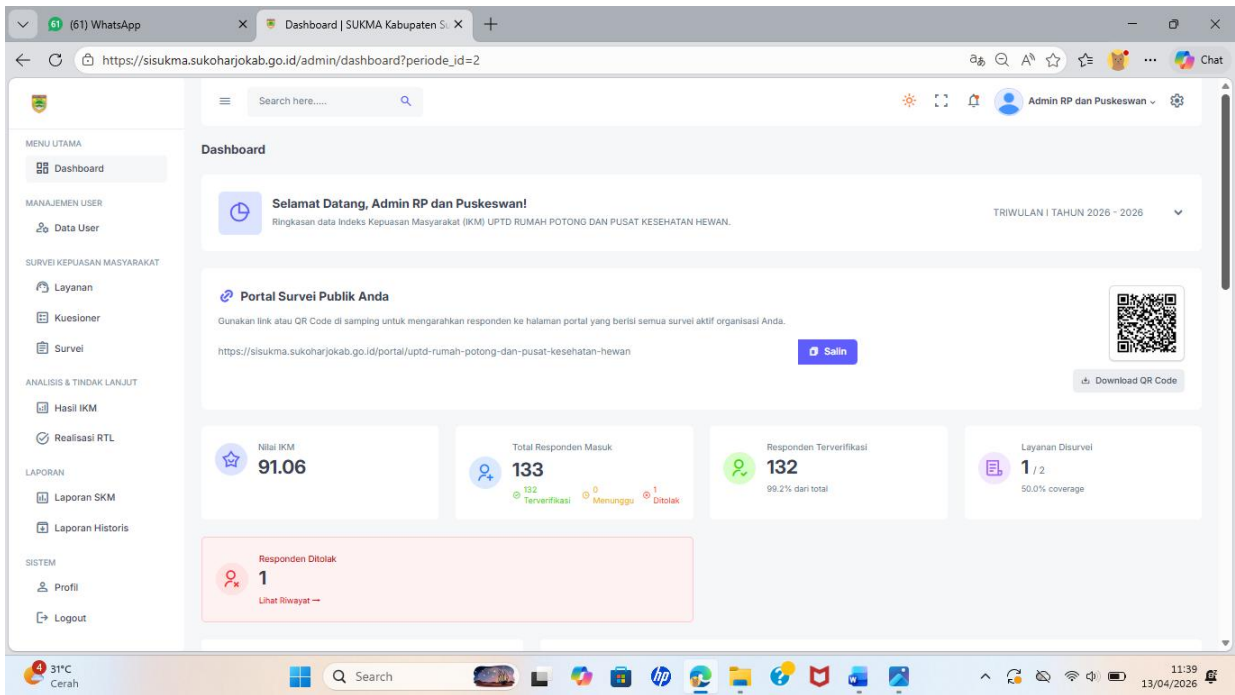 61 (61) WhatsApp
Dashboard | SUKMA Kabupaten Su
https://sisukma.sukoharjokab.go.id/admin/dashboard?periode_id=2
Chat
Search here.....
Admin RP dan Puskeswan
MENU UTAMA
Dashboard
MANAJEMEN USER
Data User
SURVEI KEPUASAN MASYARAKAT
Layanan
Kuesioner
Survei
ANALISIS & TINDAK LANJUT
Hasil IKM
Realisasi RTL
LAPORAN
Laporan SKM
Laporan Historis
SISTEM
Profil
Logout
Dashboard
Selamat Datang, Admin RP dan Puskeswan!
Ringkasan data Indeks Kepuasan Masyarakat (IKM) UPTD RUMAH POTONG DAN PUSAT KESEHATAN HEWAN.
TRIWULAN I TAHUN 2026 - 2026
Portal Survei Publik Anda
Gunakan link atau QR Code di samping untuk mengarahkan responden ke halaman portal yang berisi semua survei aktif organisasi Anda.
https://sisukma.sukoharjokab.go.id/portal/uptd-rumah-potong-dan-pusat-kesehatan-hewan
Salin
Download QR Code
Nilai IKM
91.06
Total Responden Masuk
133
132 Terverifikasi
0 Menunggu
1 Ditolak
Responden Terverifikasi
132
99.2% dari total
Layanan Disurvei
1 / 2
50.0% coverage
Responden Ditolak
1
Lihat Riwayat →
4
31°C
Cerah
Search
11:39
13/04/2026